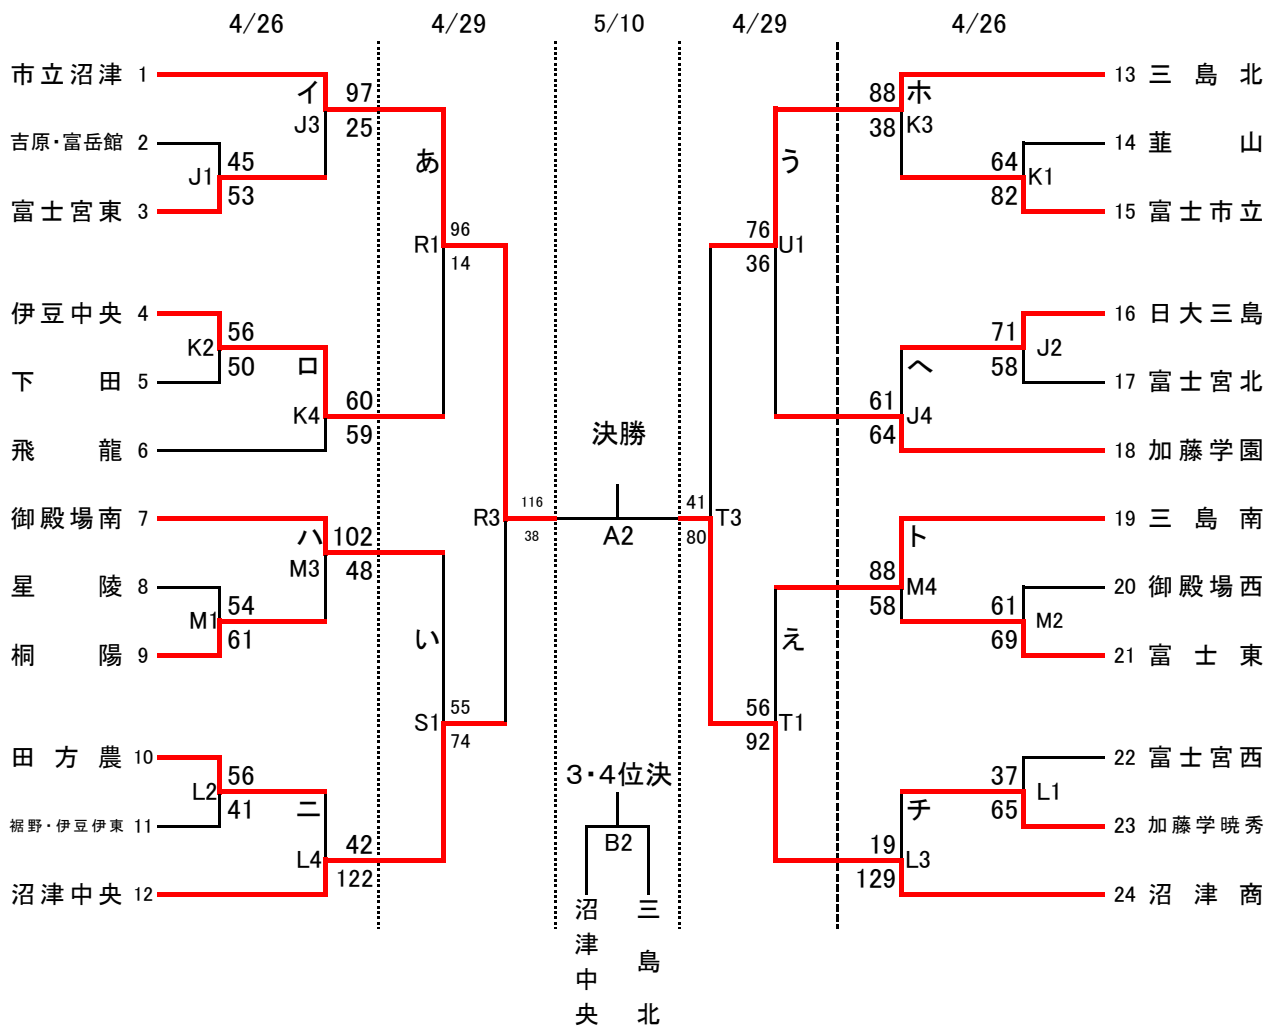 4/26 4/29 5/10 4/29 4/26
市立沼津 1
イ
97
J3
25
吉原・富岳館 2
45
J1
53
富士宮東 3
あ
96
R1
14
伊豆中央 4
56
K2
50
下田 5
ロ
60
K4
59
飛龍 6
御殿場南 7
ハ
102
M3
48
星陵 8
54
M1
61
桐陽 9
い
55
S1
74
田方農 10
56
L2
41
裾野・伊豆伊東 11
ニ
42
L4
122
沼津中央 12
116
R3
38
決勝
A2
3・4位決
B2
沼津中央
三島北
41
T3
80
う
76
U1
36
え
56
T1
92
88
ホ
38
K3
13 三島北
14 韮山
64
K1
82
15 富士市立
16 日大三島
71
J2
58
17 富士宮北
ヘ
61
J4
64
18 加藤学園
19 三島南
ト
88
M4
58
20 御殿場西
61
M2
69
21 富士東
22 富士宮西
37
L1
65
23 加藤学暁秀
チ
19
L3
129
24 沼津商